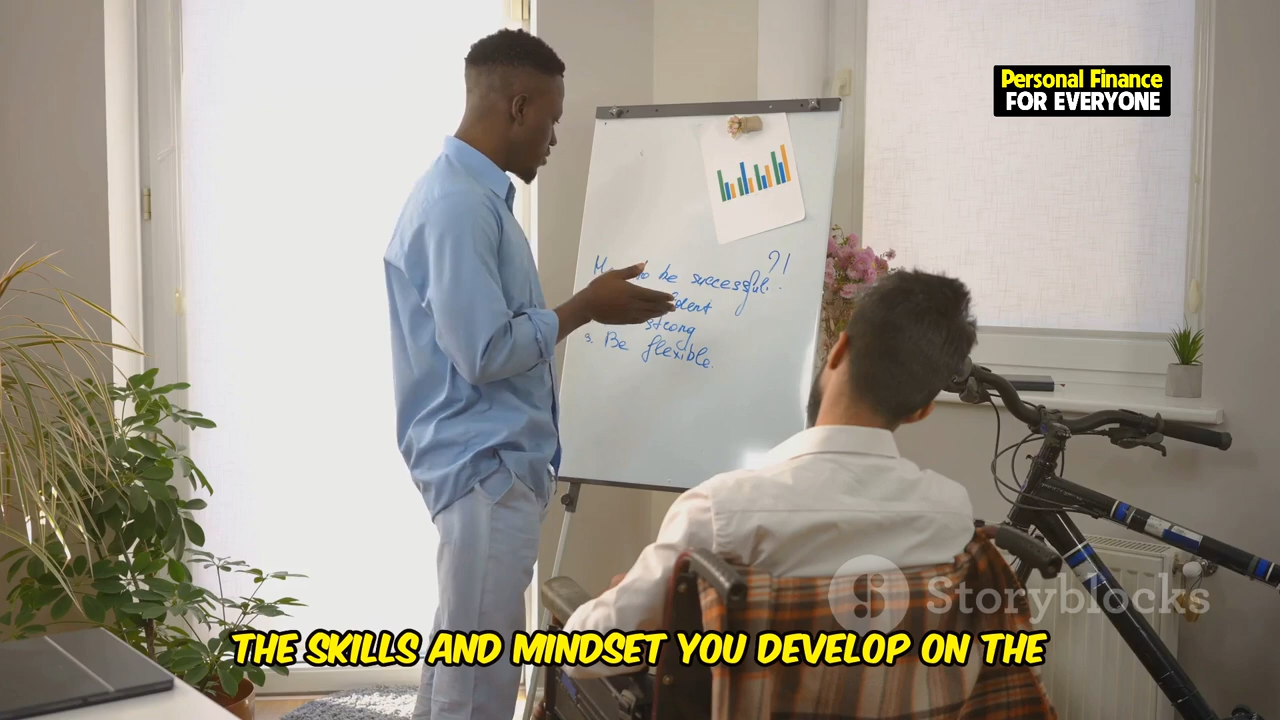 Personal Finance
FOR EVERYONE
?!
to be successful
strong
3. Be flexible.
Storyblocks
THE SKILLS AND MINDSET YOU DEVELOP ON THE